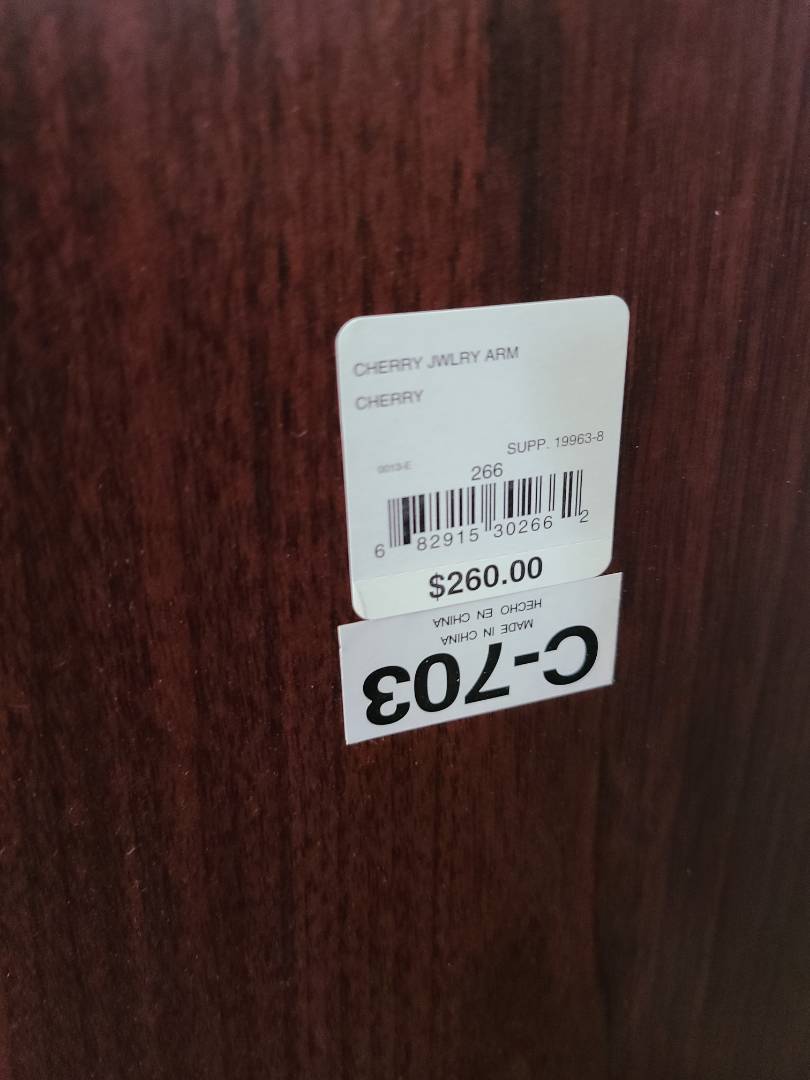 CHERRY JWLRY ARM
CHERRY
SUPP. 19963-8
0013-E
266
6 82915 30266 2
$260.00
C-703
MADE IN CHINA
HECHO EN CHINA